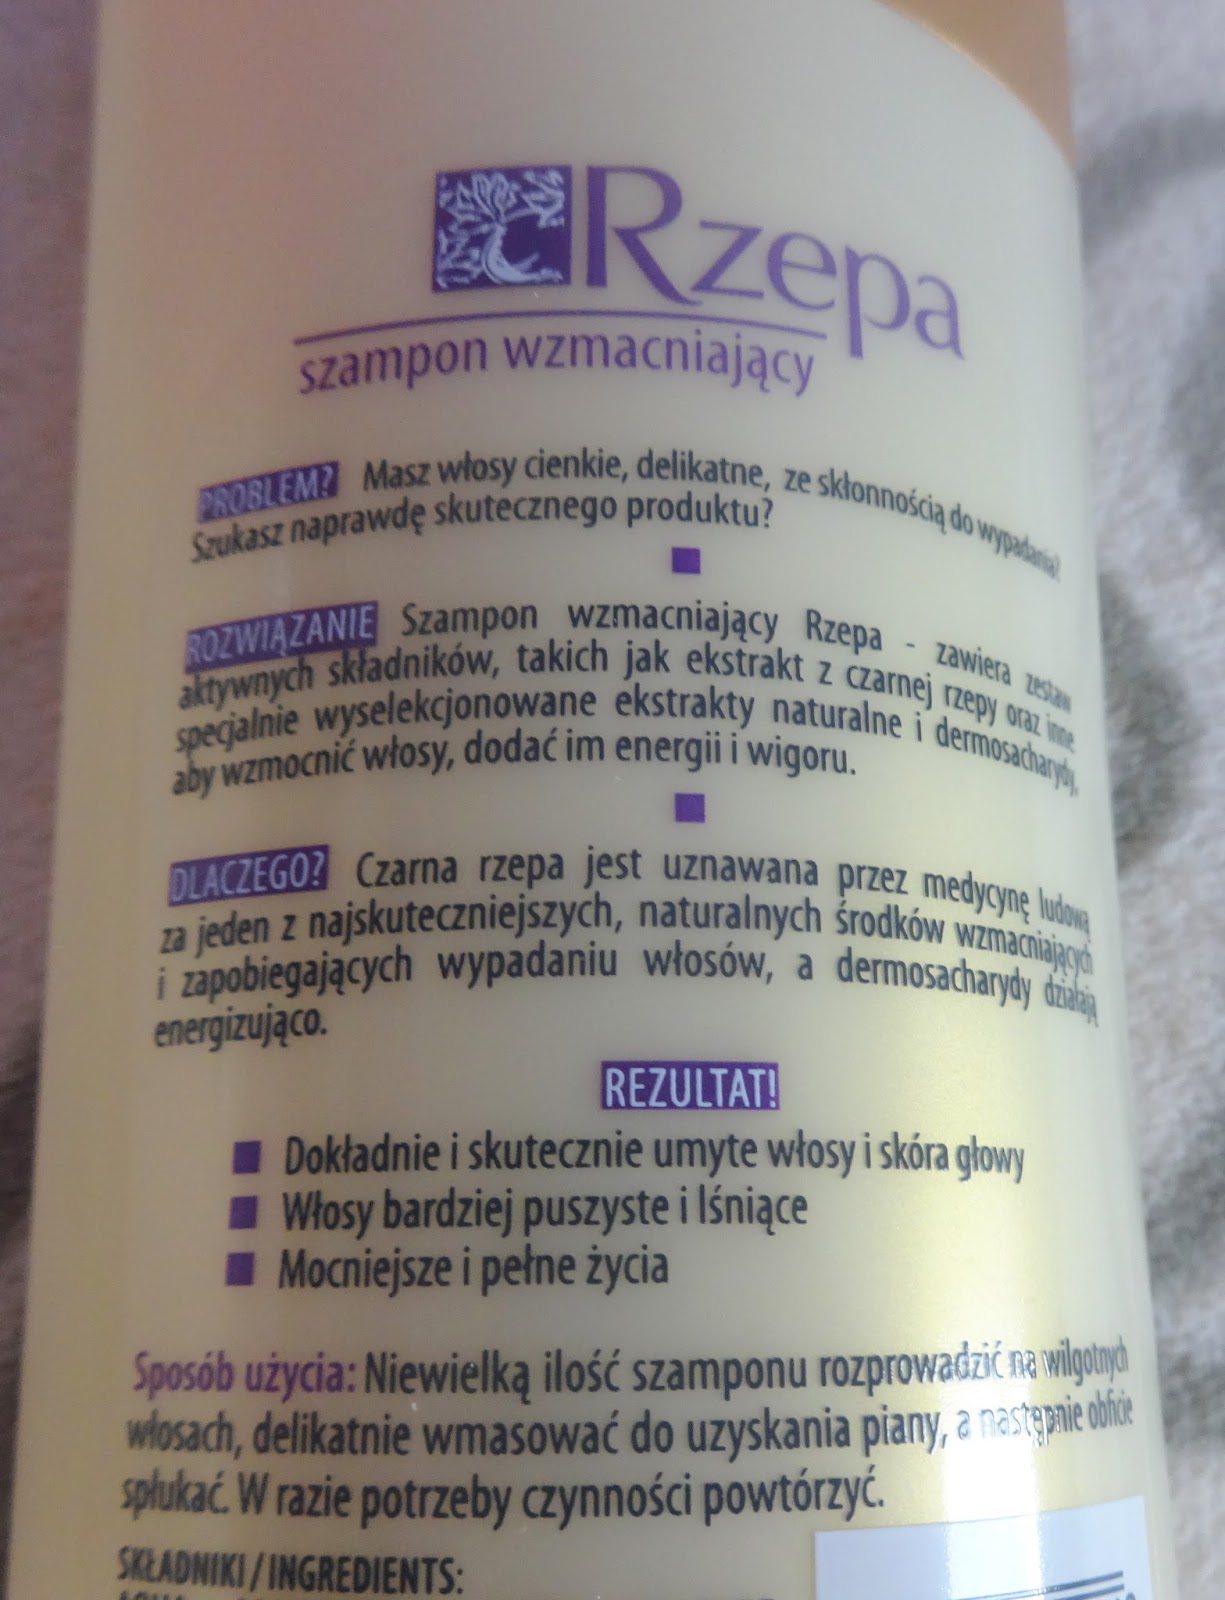 Rzepa
szampon wzmacniający
PROBLEM? Masz włosy cienkie, delikatne, ze skłonnością do wypadania?
Szukasz naprawdę skutecznego produktu?
ROZWIĄZANIE Szampon wzmacniający Rzepa - zawiera zestaw
aktywnych składników, takich jak ekstrakt z czarnej rzepy oraz inne
specjalnie wyselekcjonowane ekstrakty naturalne i dermosacharydy,
aby wzmocnić włosy, dodać im energii i wigoru.
DLACZEGO? Czarna rzepa jest uznawana przez medycynę ludową
za jeden z najskuteczniejszych, naturalnych środków wzmacniających
i zapobiegających wypadaniu włosów, a dermosacharydy działają
energizująco.
REZULTAT!
Dokładnie i skutecznie umyte włosy i skóra głowy
Włosy bardziej puszyste i lśniące
Mocniejsze i pełne życia
Sposób użycia: Niewielką ilość szamponu rozprowadzić na wilgotnych
włosach, delikatnie wmasować do uzyskania piany, a następnie obficie
spłukać. W razie potrzeby czynności powtórzyć.
SKŁADNIKI / INGREDIENTS: